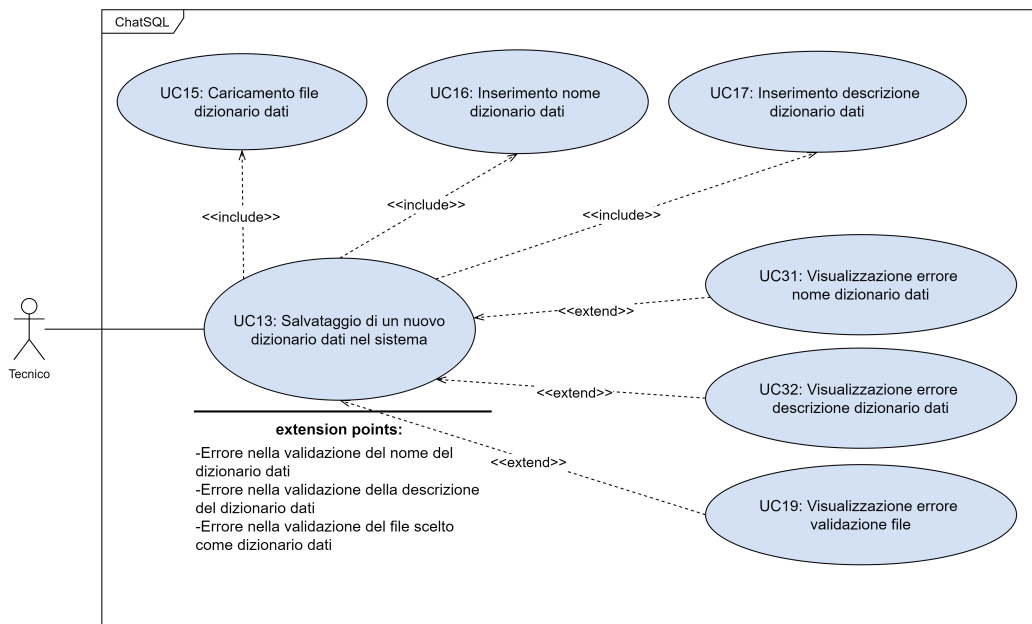 ChatSQL
UC15: Caricamento file
dizionario dati
UC16: Inserimento nome
dizionario dati
UC17: Inserimento descrizione
dizionario dati
<<include>>
<<include>>
<<include>>
UC31: Visualizzazione errore
nome dizionario dati
<<extend>>
UC13: Salvataggio di un nuovo
dizionario dati nel sistema
Tecnico
UC32: Visualizzazione errore
descrizione dizionario dati
<<extend>>
extension points:
-Errore nella validazione del nome del
dizionario dati
-Errore nella validazione della descrizione
del dizionario dati
-Errore nella validazione del file scelto
come dizionario dati
<<extend>>
UC19: Visualizzazione errore
validazione file